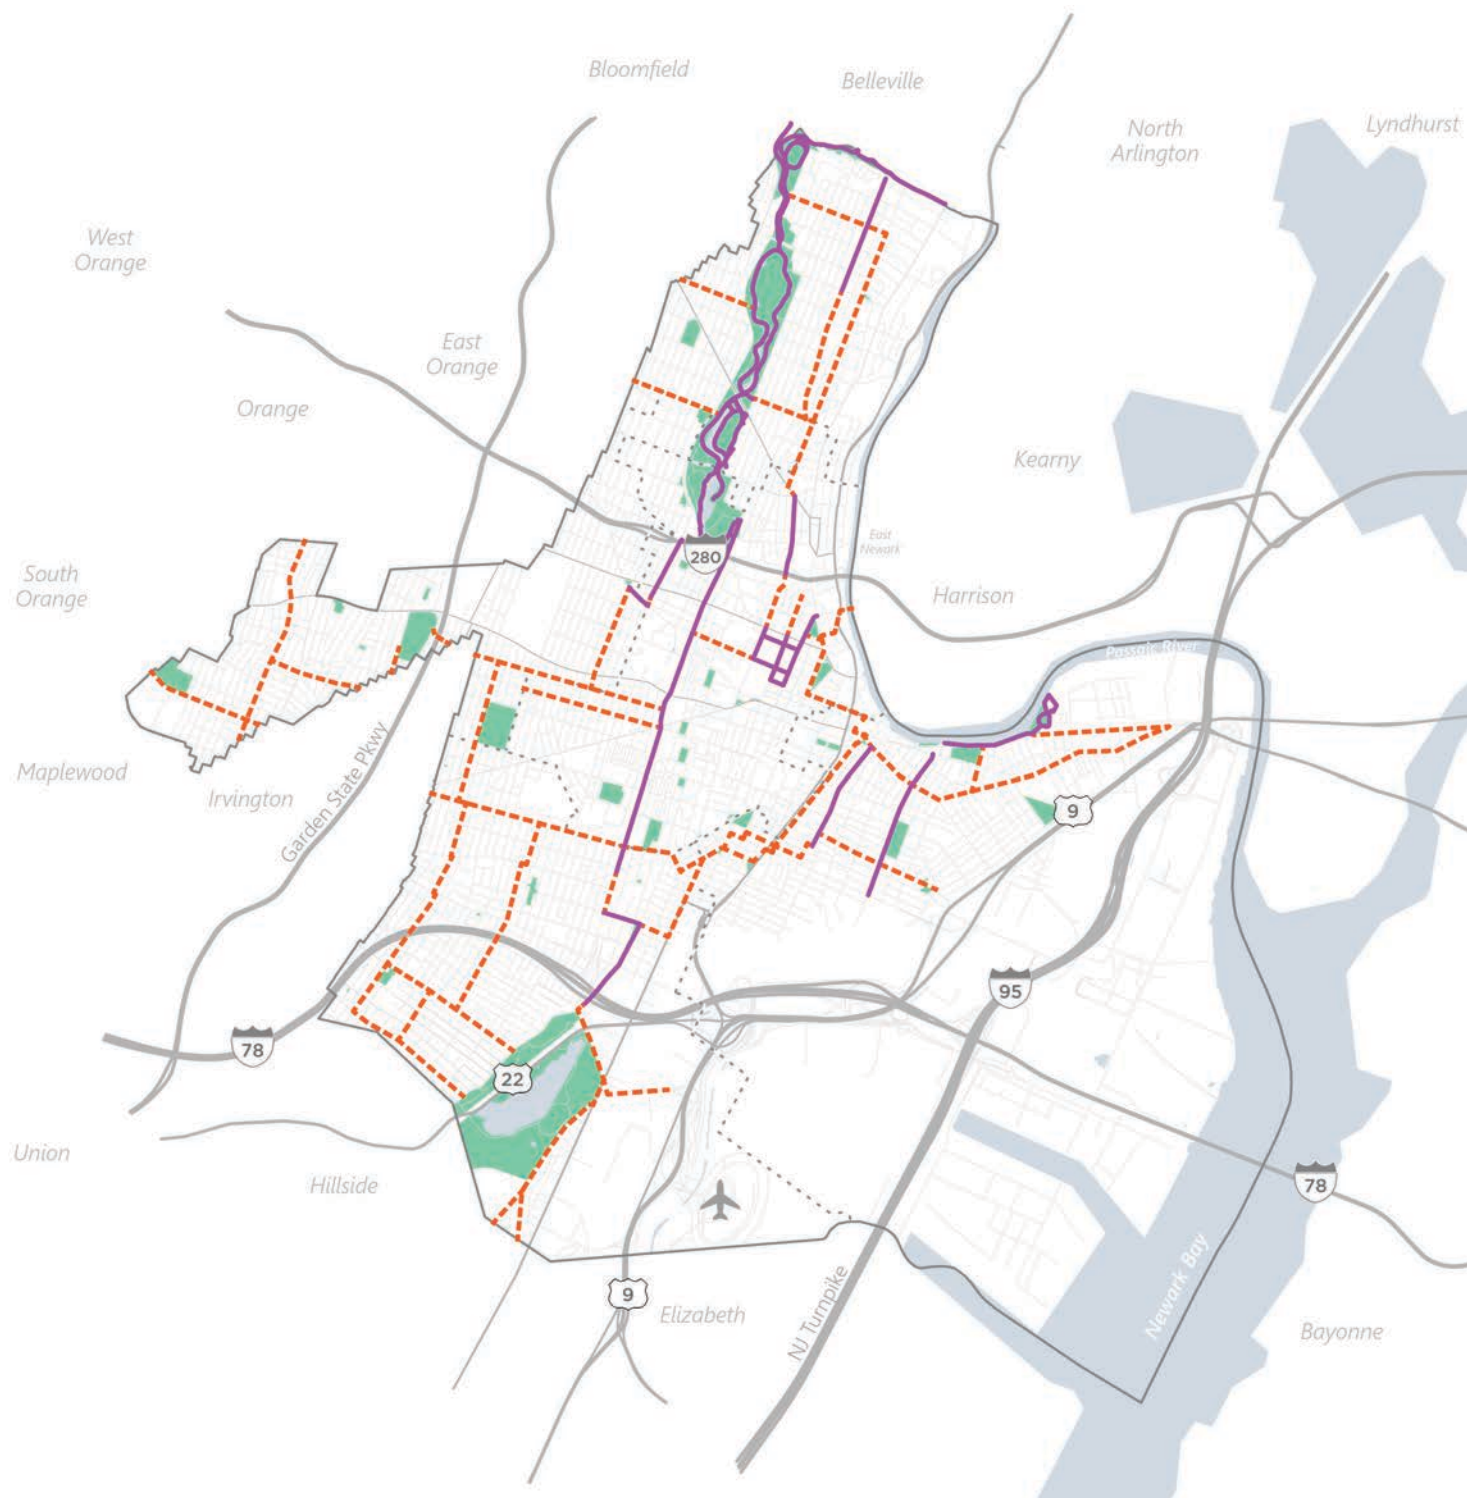 Bloomfield
Belleville
North
Arlington
Lyndhurst
West
Orange
East
Orange
Orange
Kearny
East
Newark
280
South
Orange
Harrison
Passaic River
Maplewood
Irvington
Garden State Pkwy
9
95
78
22
Union
Hillside
78
9
Elizabeth
NJ Turnpike
Newark Bay
Bayonne